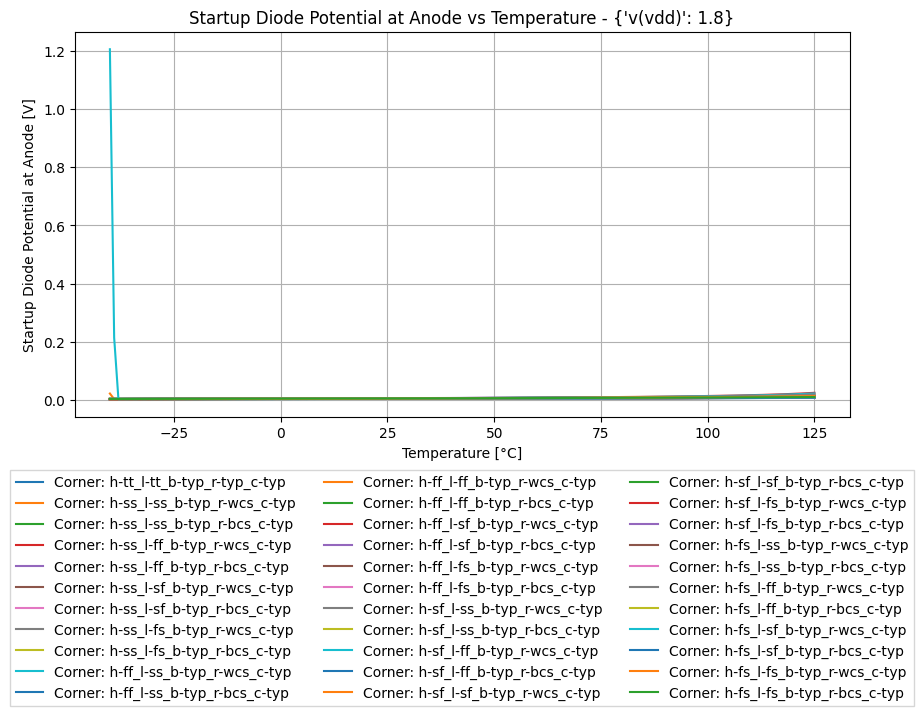 Startup Diode Potential at Anode vs Temperature - {'v(vdd)': 1.8}
Startup Diode Potential at Anode [V]
1.2
1.0
0.8
0.6
0.4
0.2
0.0
−25
0
25
50
75
100
125
Temperature [°C]
Corner: h-tt_l-tt_b-typ_r-typ_c-typ
Corner: h-ss_l-ss_b-typ_r-wcs_c-typ
Corner: h-ss_l-ss_b-typ_r-bcs_c-typ
Corner: h-ss_l-ff_b-typ_r-wcs_c-typ
Corner: h-ss_l-ff_b-typ_r-bcs_c-typ
Corner: h-ss_l-sf_b-typ_r-wcs_c-typ
Corner: h-ss_l-sf_b-typ_r-bcs_c-typ
Corner: h-ss_l-fs_b-typ_r-wcs_c-typ
Corner: h-ss_l-fs_b-typ_r-bcs_c-typ
Corner: h-ff_l-ss_b-typ_r-wcs_c-typ
Corner: h-ff_l-ss_b-typ_r-bcs_c-typ
Corner: h-ff_l-ff_b-typ_r-wcs_c-typ
Corner: h-ff_l-ff_b-typ_r-bcs_c-typ
Corner: h-ff_l-sf_b-typ_r-wcs_c-typ
Corner: h-ff_l-sf_b-typ_r-bcs_c-typ
Corner: h-ff_l-fs_b-typ_r-wcs_c-typ
Corner: h-ff_l-fs_b-typ_r-bcs_c-typ
Corner: h-sf_l-ss_b-typ_r-wcs_c-typ
Corner: h-sf_l-ss_b-typ_r-bcs_c-typ
Corner: h-sf_l-ff_b-typ_r-wcs_c-typ
Corner: h-sf_l-ff_b-typ_r-bcs_c-typ
Corner: h-sf_l-sf_b-typ_r-wcs_c-typ
Corner: h-sf_l-sf_b-typ_r-bcs_c-typ
Corner: h-sf_l-fs_b-typ_r-wcs_c-typ
Corner: h-sf_l-fs_b-typ_r-bcs_c-typ
Corner: h-fs_l-ss_b-typ_r-wcs_c-typ
Corner: h-fs_l-ss_b-typ_r-bcs_c-typ
Corner: h-fs_l-ff_b-typ_r-wcs_c-typ
Corner: h-fs_l-ff_b-typ_r-bcs_c-typ
Corner: h-fs_l-sf_b-typ_r-wcs_c-typ
Corner: h-fs_l-sf_b-typ_r-bcs_c-typ
Corner: h-fs_l-fs_b-typ_r-wcs_c-typ
Corner: h-fs_l-fs_b-typ_r-bcs_c-typ